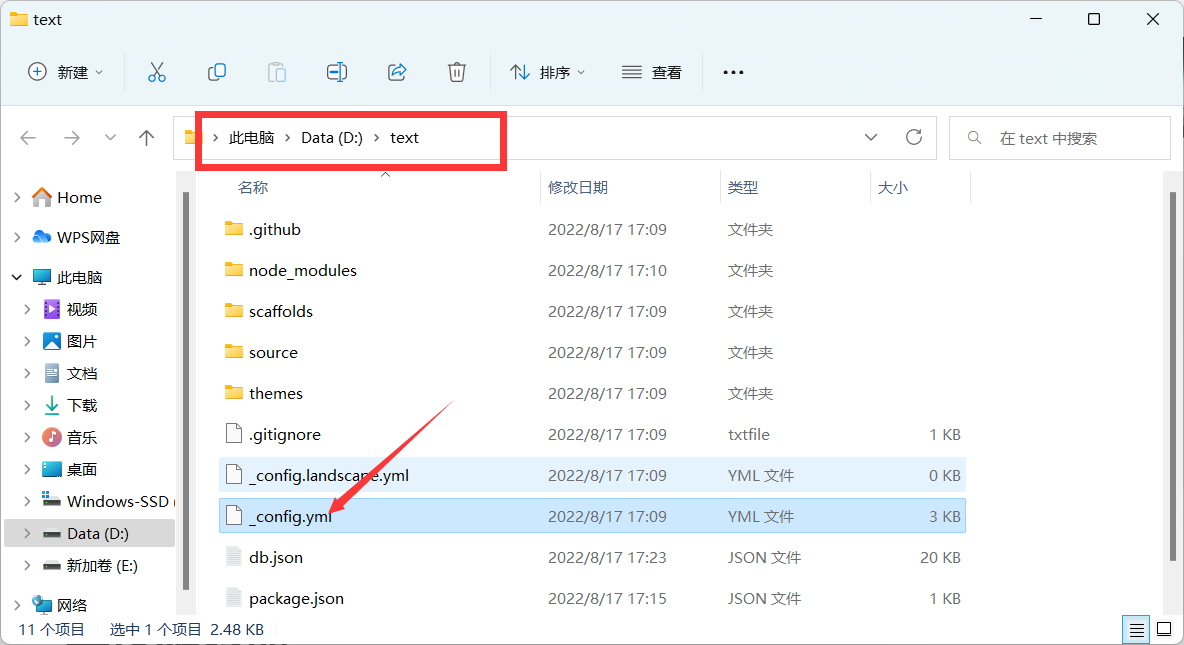 text
新建 排序 查看
此电脑 Data (D:) text 在 text 中搜索
名称 修改日期 类型 大小
Home
WPS网盘
此电脑
视频
图片
文档
下载
音乐
桌面
Windows-SSD (
Data (D:)
新加卷 (E:)
网络
.github 2022/8/17 17:09 文件夹
node_modules 2022/8/17 17:10 文件夹
scaffolds 2022/8/17 17:09 文件夹
source 2022/8/17 17:09 文件夹
themes 2022/8/17 17:09 文件夹
.gitignore 2022/8/17 17:09 txtfile 1 KB
_config.landscape.yml 2022/8/17 17:09 YML 文件 0 KB
_config.yml 2022/8/17 17:09 YML 文件 3 KB
db.json 2022/8/17 17:23 JSON 文件 20 KB
package.json 2022/8/17 17:15 JSON 文件 1 KB
11 个项目 选中 1 个项目 2.48 KB